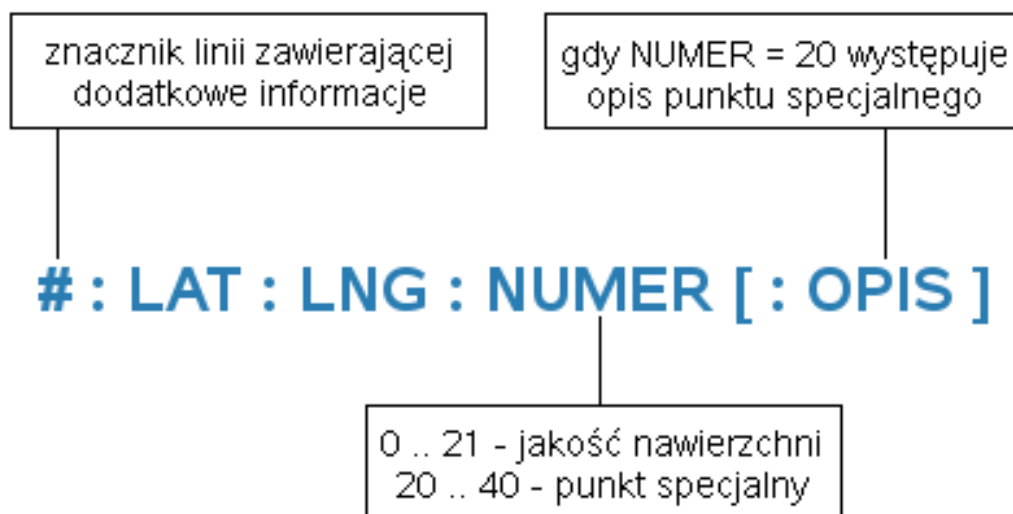 znacznik linii zawierającej
dodatkowe informacje
gdy NUMER = 20 występuje
opis punktu specjalnego
# : LAT : LNG : NUMER [ : OPIS ]
0 .. 21 - jakość nawierzchni
20 .. 40 - punkt specjalny